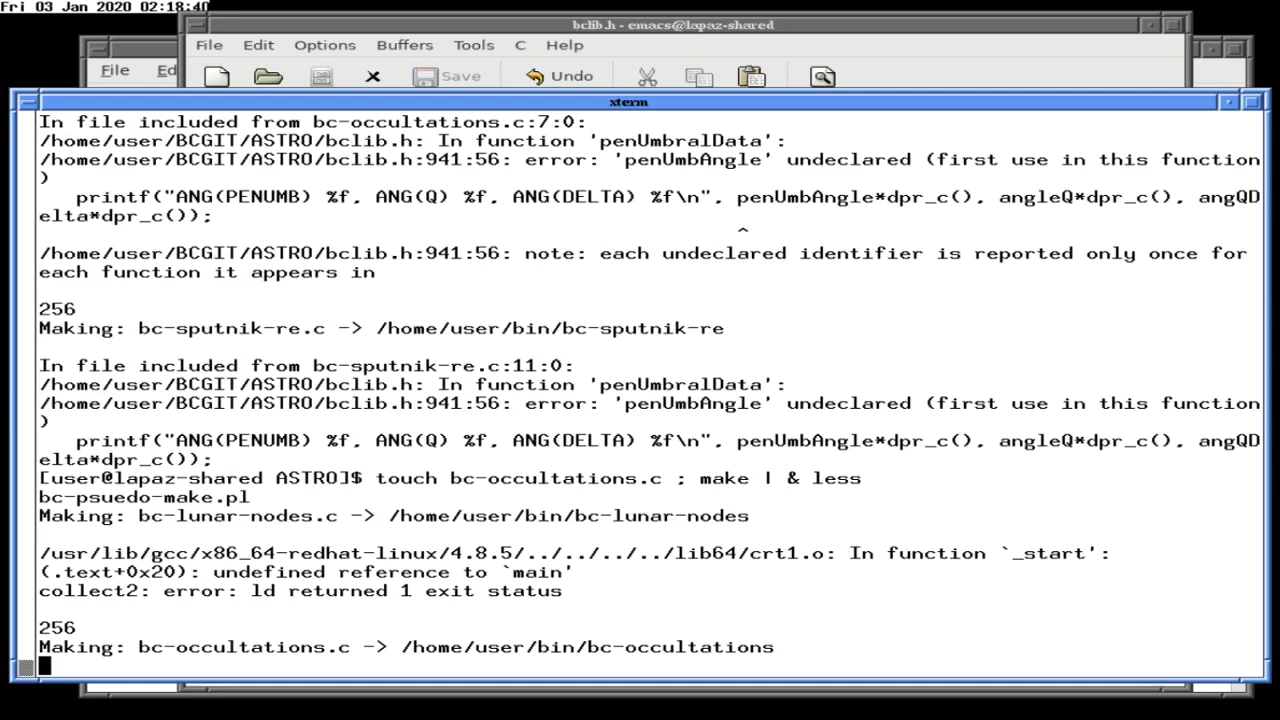 Fri 03 Jan 2020 02:18:40
bclib.h - emacs@lapaz-shared
File Edit Options Buffers Tools C Help
File Ed
Save Undo
xterm
In file included from bc-occultations.c:7:0:
/home/user/BCGIT/ASTRO/bclib.h: In function 'penUmbralData':
/home/user/BCGIT/ASTRO/bclib.h:941:56: error: 'penUmbAngle' undeclared (first use in this function
)
printf("ANG(PENUMB) %f, ANG(Q) %f, ANG(DELTA) %f\n", penUmbAngle*dpr_c(), angleQ*dpr_c(), angQD
elta*dpr_c());
^
/home/user/BCGIT/ASTRO/bclib.h:941:56: note: each undeclared identifier is reported only once for
each function it appears in
256
Making: bc-sputnik-re.c -> /home/user/bin/bc-sputnik-re
In file included from bc-sputnik-re.c:11:0:
/home/user/BCGIT/ASTRO/bclib.h: In function 'penUmbralData':
/home/user/BCGIT/ASTRO/bclib.h:941:56: error: 'penUmbAngle' undeclared (first use in this function
)
printf("ANG(PENUMB) %f, ANG(Q) %f, ANG(DELTA) %f\n", penUmbAngle*dpr_c(), angleQ*dpr_c(), angQD
elta*dpr_c());
[user@lapaz-shared ASTRO]$ touch bc-occultations.c ; make | & less
bc-psuedo-make.pl
Making: bc-lunar-nodes.c -> /home/user/bin/bc-lunar-nodes
/usr/lib/gcc/x86_64-redhat-linux/4.8.5/../../../../lib64/crt1.o: In function `_start':
(.text+0x20): undefined reference to `main'
collect2: error: ld returned 1 exit status
256
Making: bc-occultations.c -> /home/user/bin/bc-occultations